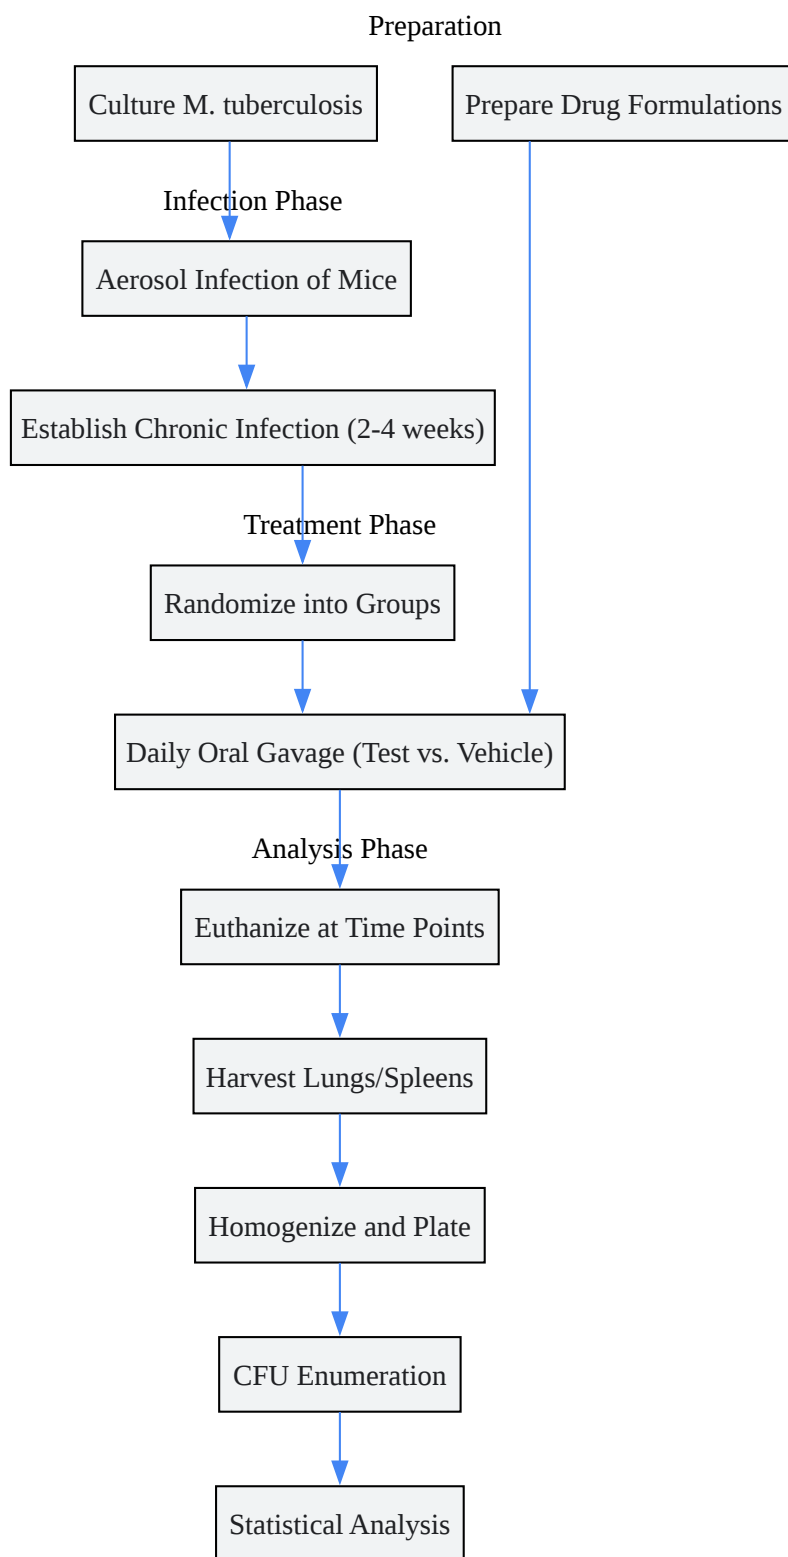 Preparation
Culture M. tuberculosis
Prepare Drug Formulations
Infection Phase
Aerosol Infection of Mice
Establish Chronic Infection (2-4 weeks)
Treatment Phase
Randomize into Groups
Daily Oral Gavage (Test vs. Vehicle)
Analysis Phase
Euthanize at Time Points
Harvest Lungs/Spleens
Homogenize and Plate
CFU Enumeration
Statistical Analysis